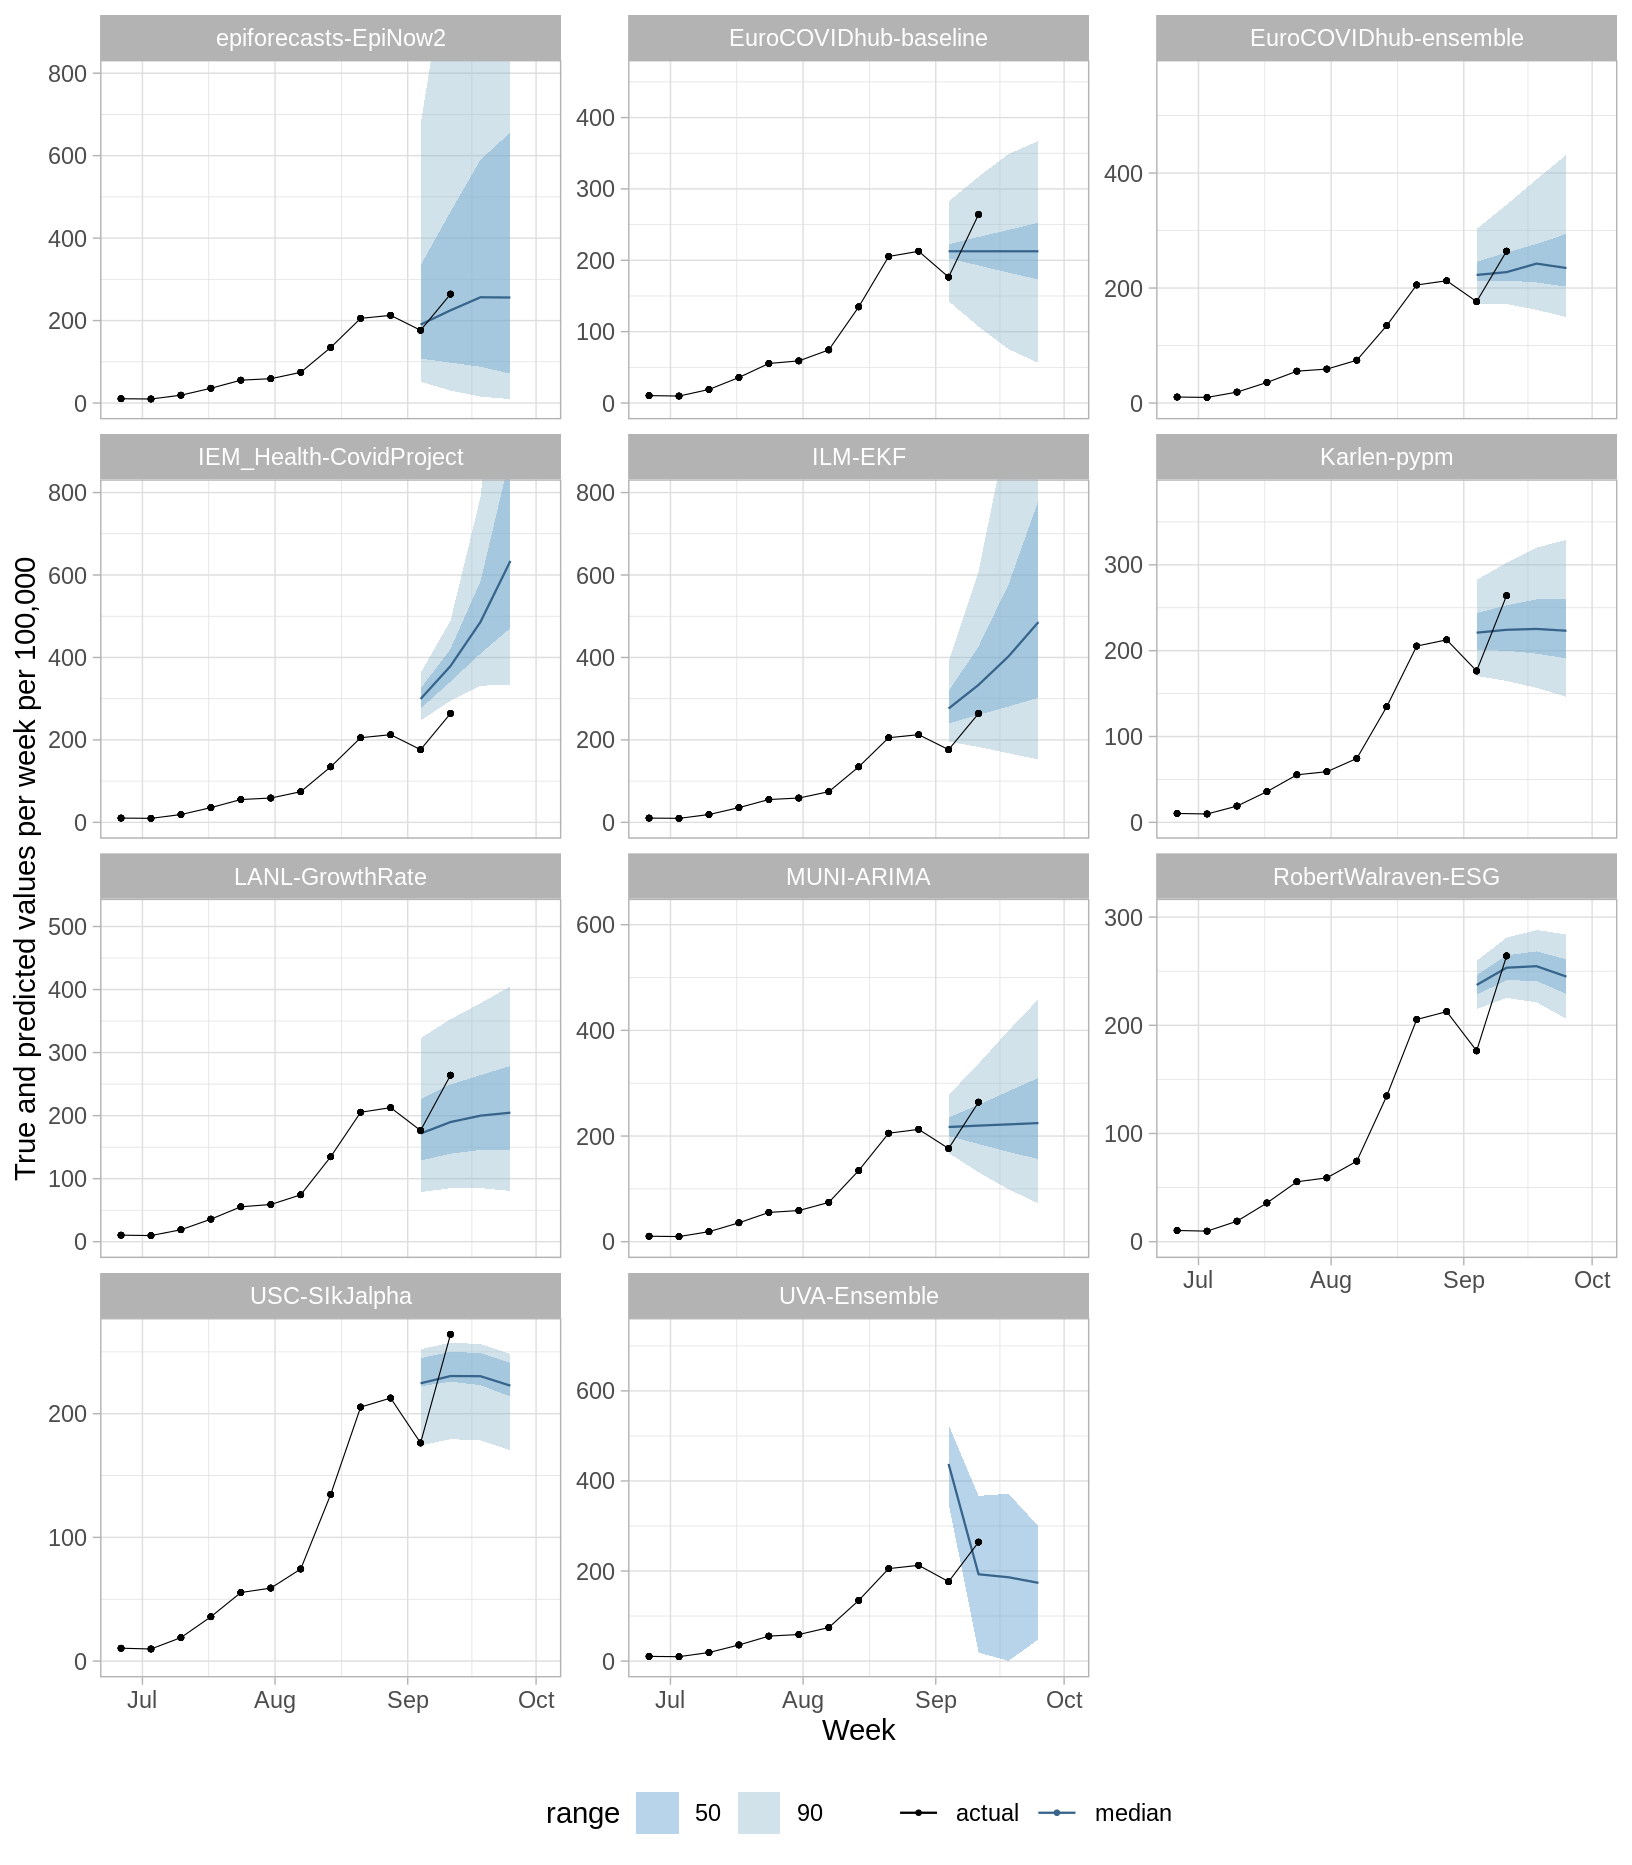 epiforecasts-EpiNow2
EuroCOVIDhub-baseline
EuroCOVIDhub-ensemble
800
600
400
200
0
400
300
200
100
0
400
200
0
IEM_Health-CovidProject
ILM-EKF
Karlen-pypm
800
600
400
200
0
800
600
400
200
0
300
200
100
0
True and predicted values per week per 100,000
LANL-GrowthRate
MUNI-ARIMA
RobertWalraven-ESG
500
400
300
200
100
0
600
400
200
0
300
200
100
0
Jul Aug Sep Oct
USC-SIkJalpha
UVA-Ensemble
200
100
0
600
400
200
0
Jul Aug Sep Oct
Jul Aug Sep Oct
Week
range 50 90 actual median